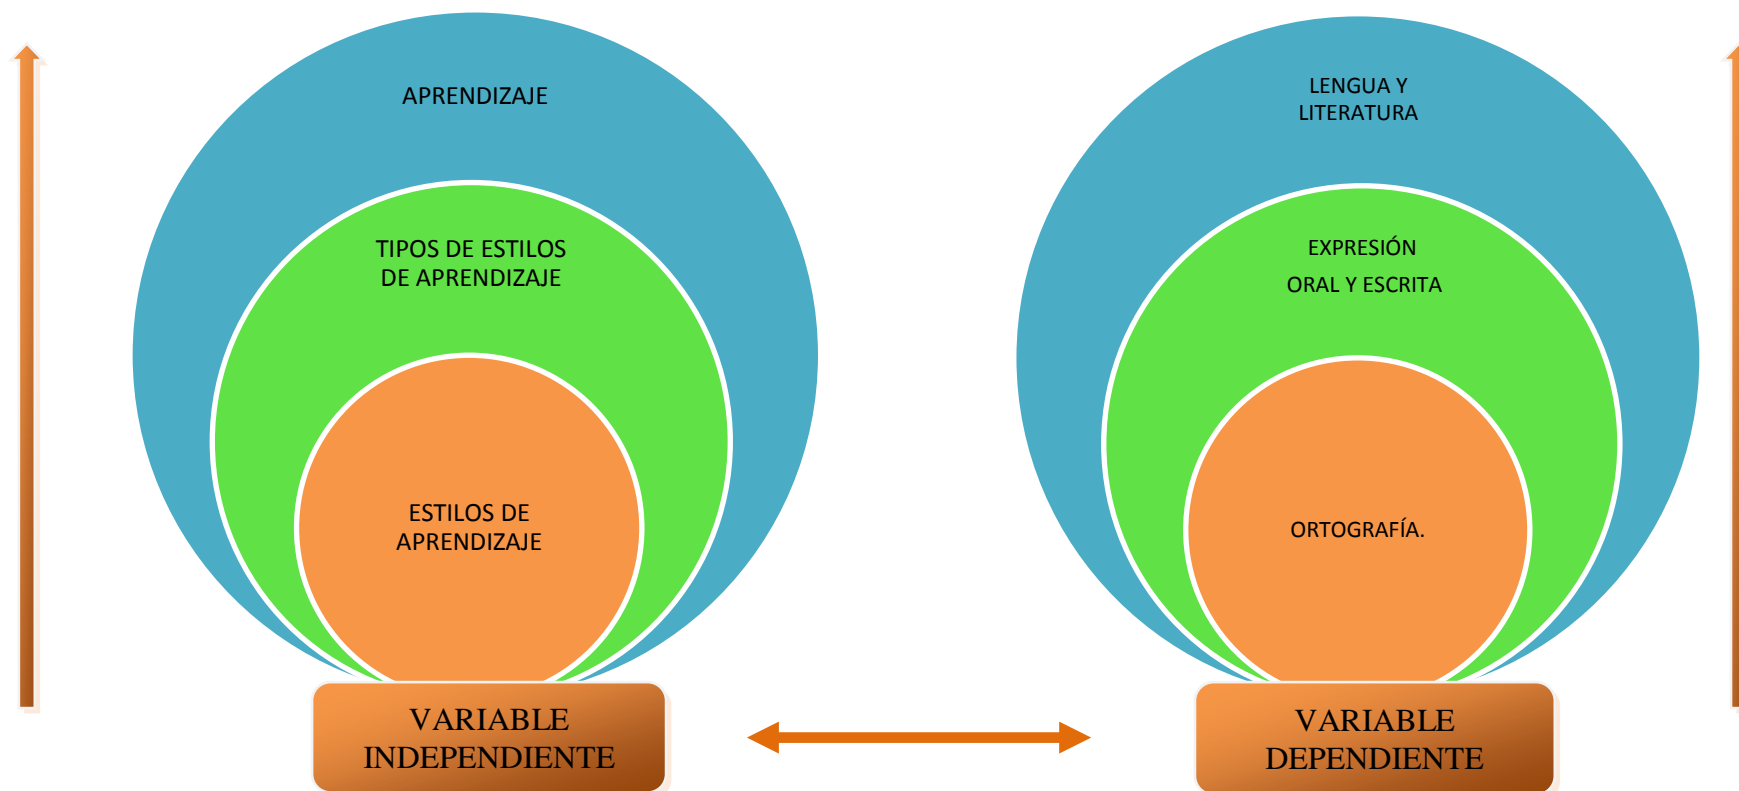 APRENDIZAJE
TIPOS DE ESTILOS
DE APRENDIZAJE
ESTILOS DE
APRENDIZAJE
VARIABLE
INDEPENDIENTE
LENGUA Y
LITERATURA
EXPRESIÓN
ORAL Y ESCRITA
ORTOGRAFÍA.
VARIABLE
DEPENDIENTE